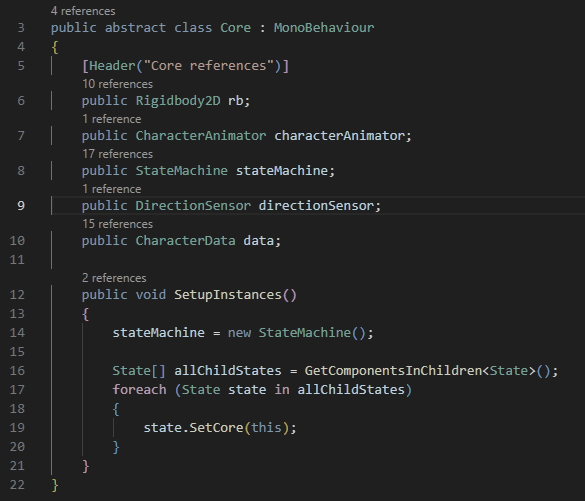 4 references
3 public abstract class Core : MonoBehaviour
4 {
5 [Header("Core references")]
10 references
6 public Rigidbody2D rb;
1 reference
7 public CharacterAnimator characterAnimator;
17 references
8 public StateMachine stateMachine;
1 reference
9 public DirectionSensor directionSensor;
15 references
10 public CharacterData data;
11
2 references
12 public void SetupInstances()
13 {
14 stateMachine = new StateMachine();
15
16 State[] allChildStates = GetComponentsInChildren<State>();
17 foreach (State state in allChildStates)
18 {
19 state.SetCore(this);
20 }
21 }
22 }